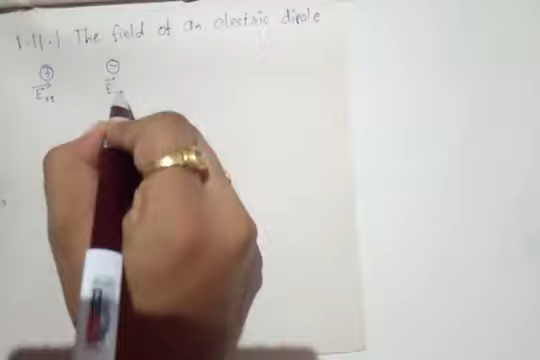 1.11.1 The field of an electric dipole
+ −
E+q E